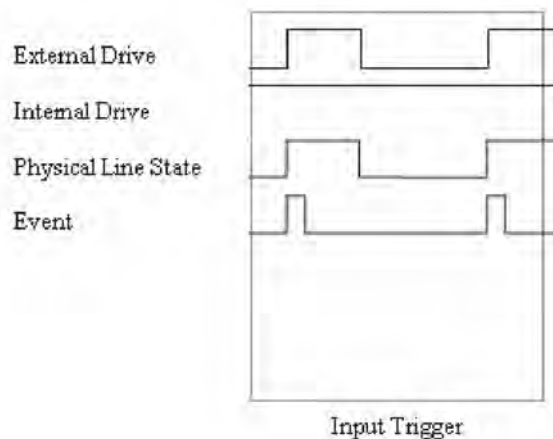 External Drive
Internal Drive
Physical Line State
Event
Input Trigger